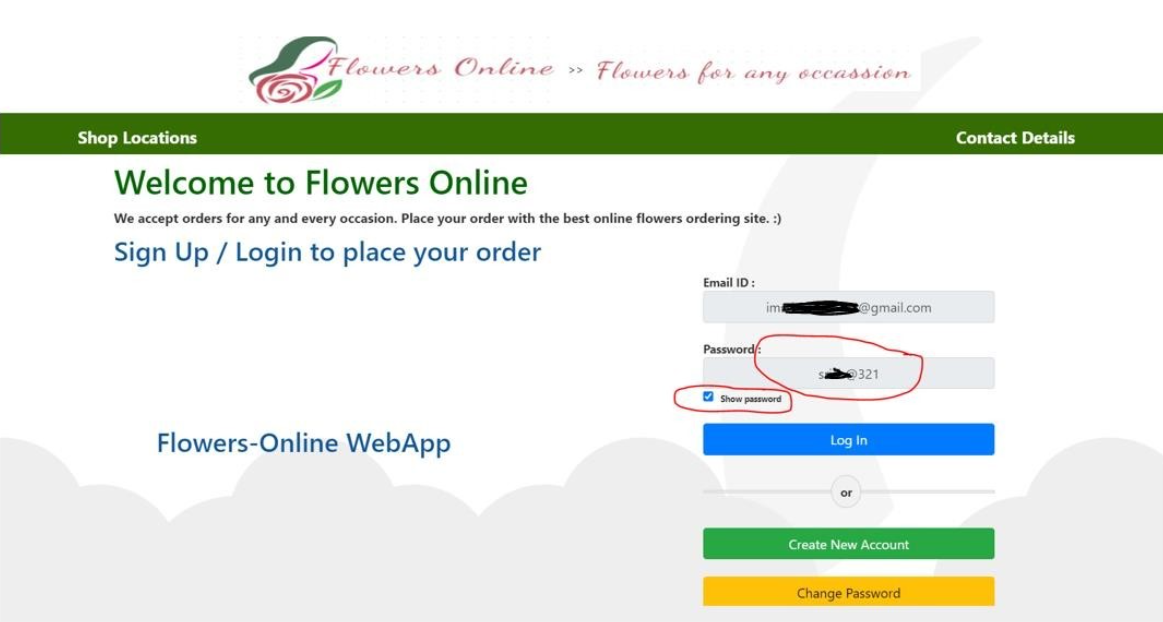 Flowers Online >> Flowers for any occassion
Shop Locations Contact Details
Welcome to Flowers Online
We accept orders for any and every occasion. Place your order with the best online flowers ordering site. :)
Sign Up / Login to place your order
Email ID :
@gmail.com
Password :
@321
Show password
Log In
Flowers-Online WebApp
or
Create New Account
Change Password